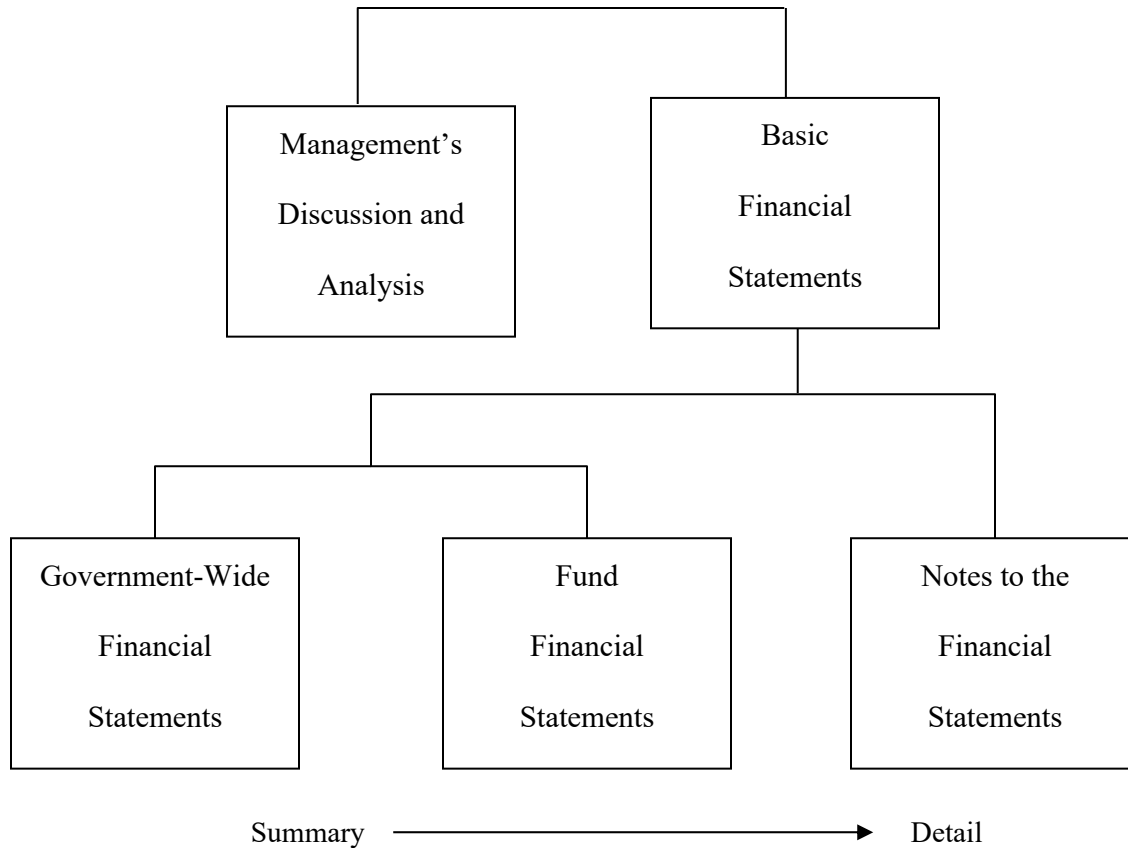 Management’s
Discussion and
Analysis
Basic
Financial
Statements
Government-Wide
Financial
Statements
Fund
Financial
Statements
Notes to the
Financial
Statements
Summary
Detail